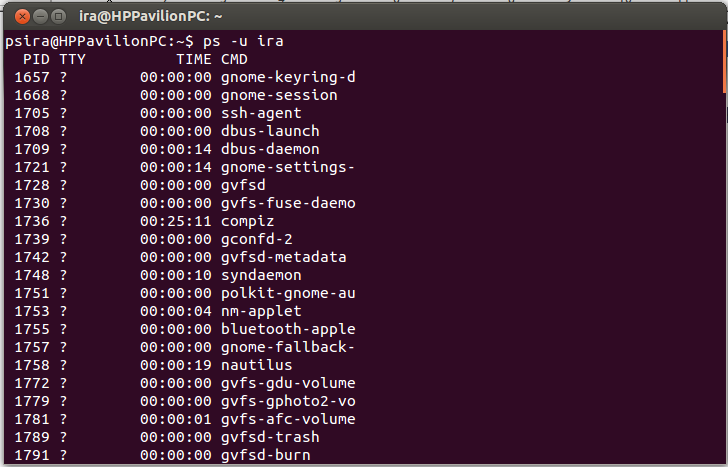 ira@HPPavilionPC: ~
psira@HPPavilionPC:~$ ps -u ira
  PID TTY          TIME CMD
 1657 ?        00:00:00 gnome-keyring-d
 1668 ?        00:00:00 gnome-session
 1705 ?        00:00:00 ssh-agent
 1708 ?        00:00:00 dbus-launch
 1709 ?        00:00:14 dbus-daemon
 1721 ?        00:00:14 gnome-settings-
 1728 ?        00:00:00 gvfsd
 1730 ?        00:00:00 gvfs-fuse-daemo
 1736 ?        00:25:11 compiz
 1739 ?        00:00:00 gconfd-2
 1742 ?        00:00:00 gvfsd-metadata
 1748 ?        00:00:10 syndaemon
 1751 ?        00:00:00 polkit-gnome-au
 1753 ?        00:00:04 nm-applet
 1755 ?        00:00:00 bluetooth-apple
 1757 ?        00:00:00 gnome-fallback-
 1758 ?        00:00:19 nautilus
 1772 ?        00:00:00 gvfs-gdu-volume
 1779 ?        00:00:00 gvfs-gphoto2-vo
 1781 ?        00:00:01 gvfs-afc-volume
 1789 ?        00:00:00 gvfsd-trash
 1791 ?        00:00:00 gvfsd-burn